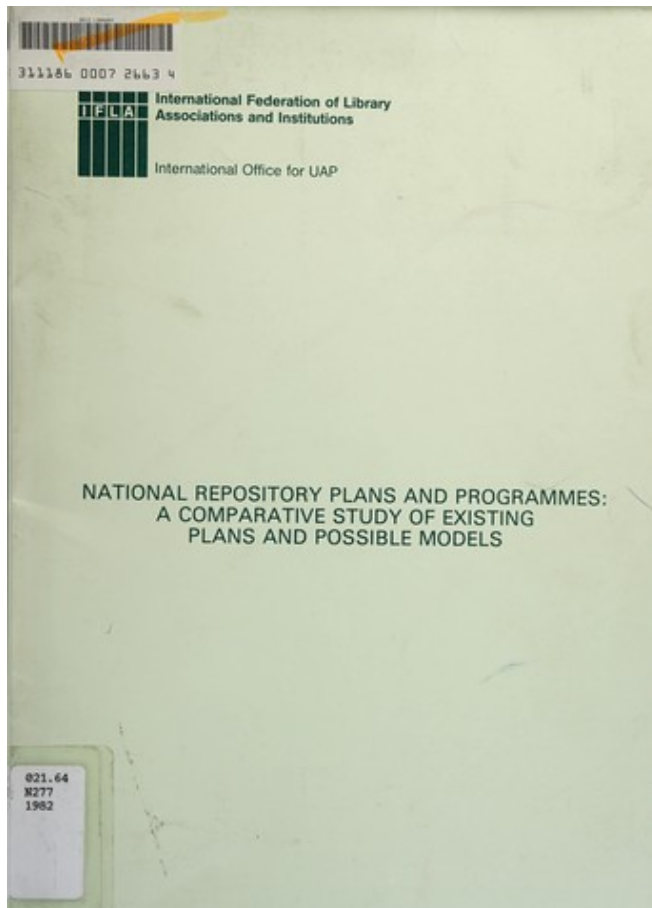 311186 0007 2663 4
IFLA
International Federation of Library
Associations and Institutions
International Office for UAP
NATIONAL REPOSITORY PLANS AND PROGRAMMES:
A COMPARATIVE STUDY OF EXISTING
PLANS AND POSSIBLE MODELS
021.64
N277
1982